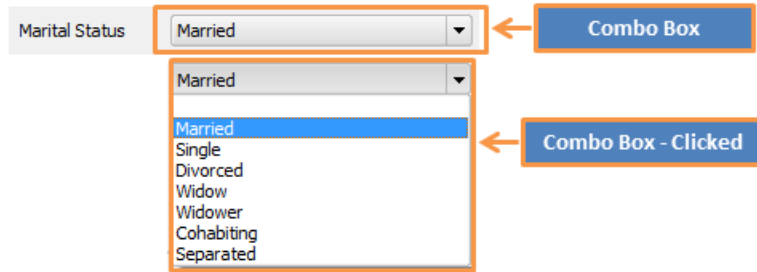 Marital Status Married Combo Box
Married
Married
Single
Divorced
Combo Box - Clicked
Widow
Widower
Cohabiting
Separated